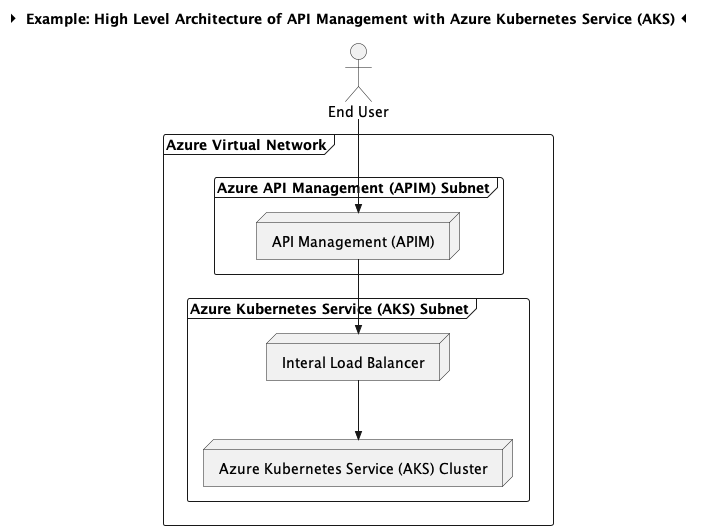 Example: High Level Architecture of API Management with Azure Kubernetes Service (AKS)
End User
Azure Virtual Network
Azure API Management (APIM) Subnet
API Management (APIM)
Azure Kubernetes Service (AKS) Subnet
Interal Load Balancer
Azure Kubernetes Service (AKS) Cluster